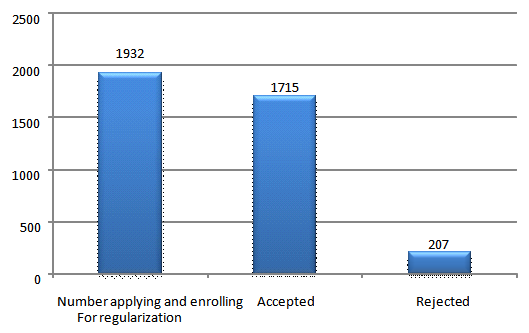 2500
2000
1500
1000
500
0
1932
1715
207
Number applying and enrolling
For regularization
Accepted
Rejected